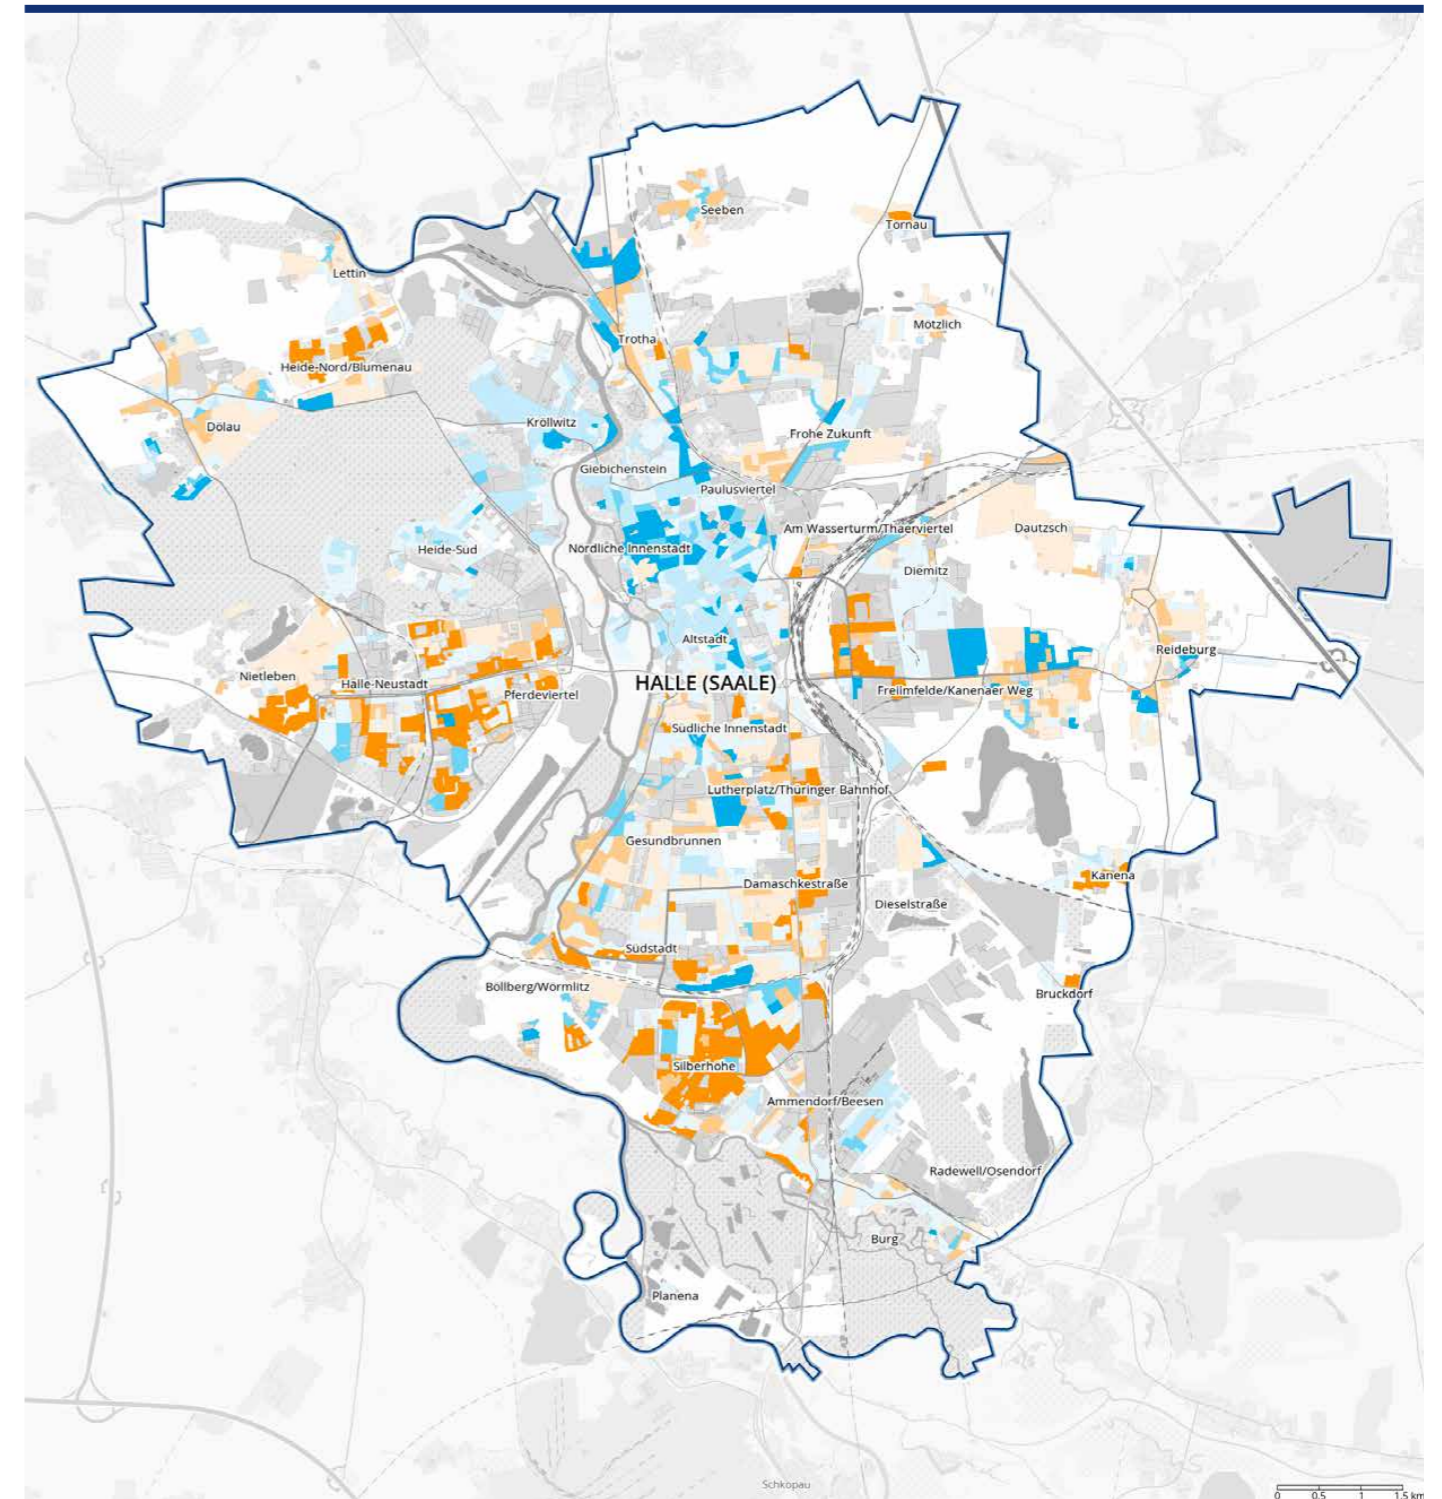 Seeben
Tornau
Lettin
Mötzlich
Trotha
Heide-Nord/Blumenau
Kröllwitz
Dölau
Frohe Zukunft
Giebichenstein
Paulusviertel
Am Wasserturm/Thaerviertel
Dautzsch
Heide-Süd
Nördliche Innenstadt
Diemitz
Altstadt
Reideburg
Nietleben
Halle-Neustadt
HALLE (SAALE)
Pferdeviertel
Freiimfelde/Kanenaer Weg
Südliche Innenstadt
Lutherplatz/Thüringer Bahnhof
Gesundbrunnen
Kanena
Damaschkestraße
Dieselstraße
Südstadt
Böllberg/Wörmlitz
Bruckdorf
Silberhöhe
Ammendorf/Beesen
Radewell/Osendorf
Burg
Planena
Schkopau
0 0.5 1 1.5 km